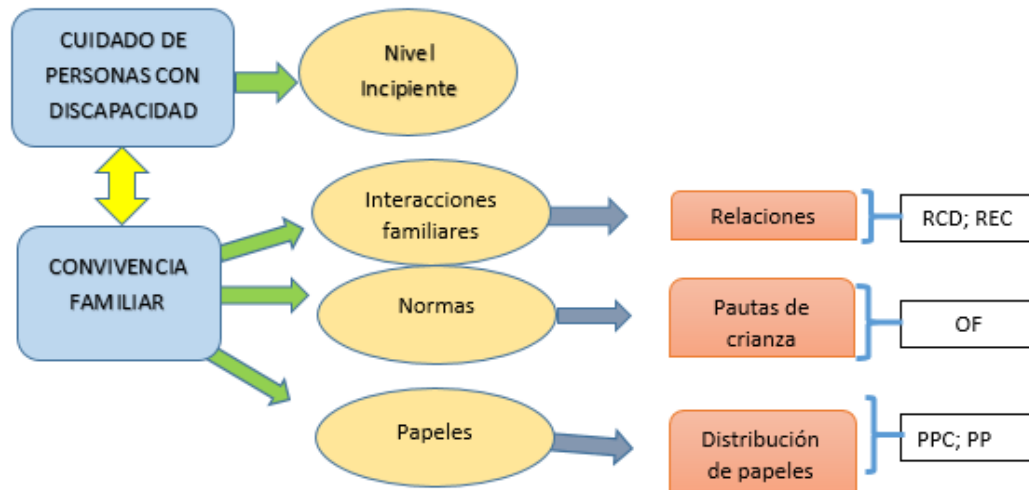 CUIDADO DE
PERSONAS CON
DISCAPACIDAD
Nivel
Incipiente
CONVIVENCIA
FAMILIAR
Interacciones
familiares
Relaciones
RCD; REC
Normas
Pautas de
crianza
OF
Papeles
Distribución
de papeles
PPC; PP